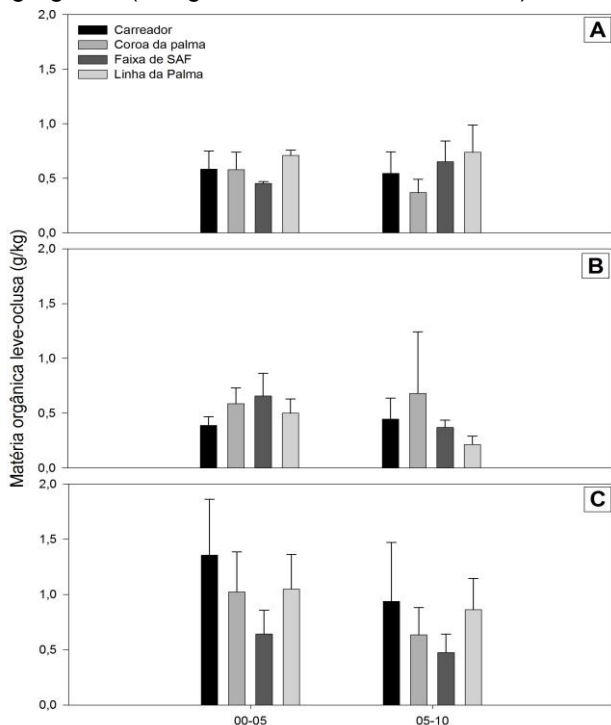 2,0
A
Carreador
Coroa da palma
Faixa de SAF
Linha da Palma
1,5
1,0
0,5
0,0
2,0
B
1,5
1,0
0,5
0,0
2,0
C
1,5
1,0
0,5
0,0
Matéria orgânica leve-oclusa (g/kg)
00-05
05-10